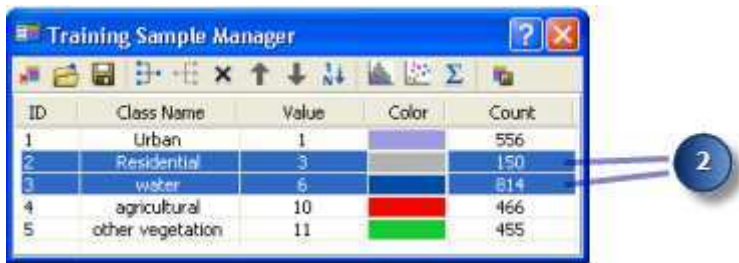 Training Sample Manager
ID Class Name Value Color Count
1 Urban 1 556
2 Residential 3 150
3 water 6 814
4 agricultural 10 466
5 other vegetation 11 455
2